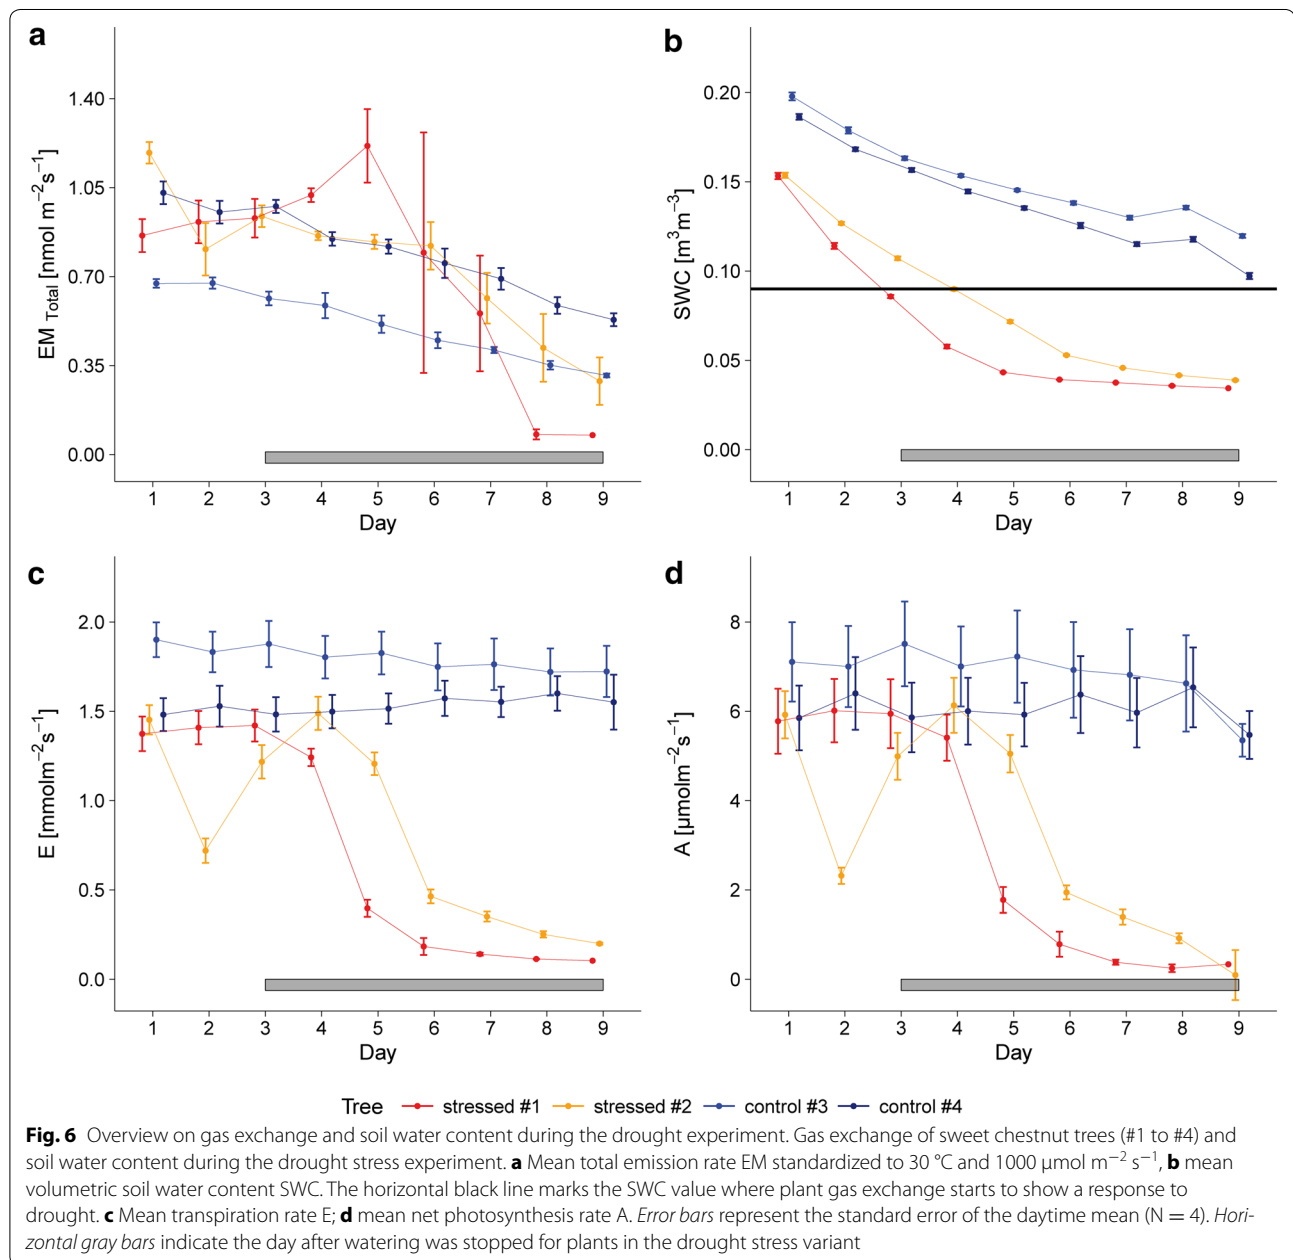 a
1.40
1.05
0.70
0.35
0.00
EM Total [nmol m⁻²s⁻¹]
1 2 3 4 5 6 7 8 9
Day
b
0.20
0.15
0.10
0.05
0.00
SWC [m³m⁻³]
1 2 3 4 5 6 7 8 9
Day
c
2.0
1.5
1.0
0.5
0.0
E [mmolm⁻²s⁻¹]
1 2 3 4 5 6 7 8 9
Day
d
8
6
4
2
0
A [µmolm⁻²s⁻¹]
1 2 3 4 5 6 7 8 9
Day
Tree stressed #1 stressed #2 control #3 control #4
Fig. 6 Overview on gas exchange and soil water content during the drought experiment. Gas exchange of sweet chestnut trees (#1 to #4) and
soil water content during the drought stress experiment. a Mean total emission rate EM standardized to 30 °C and 1000 µmol m⁻² s⁻¹, b mean
volumetric soil water content SWC. The horizontal black line marks the SWC value where plant gas exchange starts to show a response to
drought. c Mean transpiration rate E; d mean net photosynthesis rate A. Error bars represent the standard error of the daytime mean (N = 4). Hori-
zontal gray bars indicate the day after watering was stopped for plants in the drought stress variant